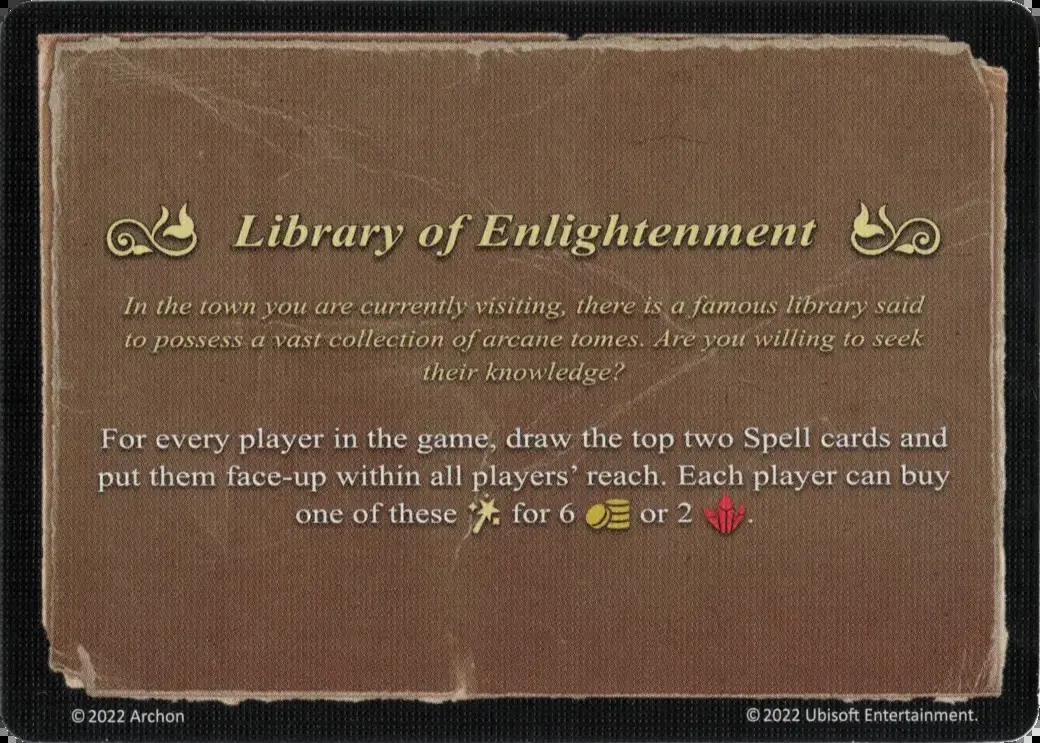 Library of Enlightenment
In the town you are currently visiting, there is a famous library said
to possess a vast collection of arcane tomes. Are you willing to seek
their knowledge?
For every player in the game, draw the top two Spell cards and
put them face-up within all players' reach. Each player can buy
one of these for 6 or 2 .
© 2022 Archon
© 2022 Ubisoft Entertainment.